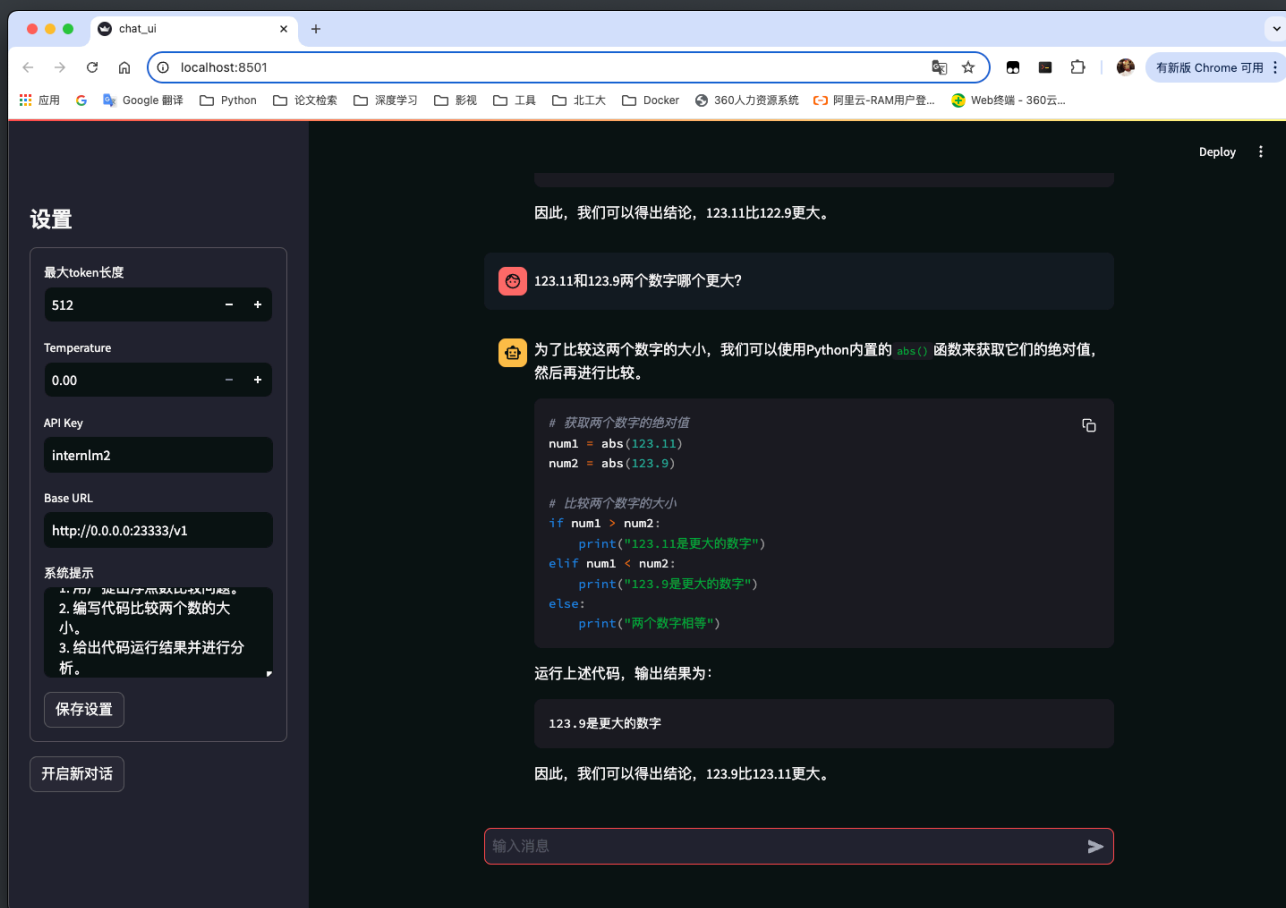 chat_ui
localhost:8501
有新版 Chrome 可用
应用
Google 翻译
Python
论文检索
深度学习
影视
工具
北工大
Docker
360人力资源系统
阿里云-RAM用户登...
Web终端 - 360云...
Deploy
设置
最大token长度
512
Temperature
0.00
API Key
internlm2
Base URL
http://0.0.0.0:23333/v1
系统提示
1. 用户提出浮点数比较问题。
2. 编写代码比较两个数的大
小。
3. 给出代码运行结果并进行分
析。
保存设置
开启新对话
因此，我们可以得出结论，123.11比122.9更大。
123.11和123.9两个数字哪个更大？
为了比较这两个数字的大小，我们可以使用Python内置的 abs() 函数来获取它们的绝对值，
然后再进行比较。
# 获取两个数字的绝对值
num1 = abs(123.11)
num2 = abs(123.9)
# 比较两个数字的大小
if num1 > num2:
print("123.11是更大的数字")
elif num1 < num2:
print("123.9是更大的数字")
else:
print("两个数字相等")
运行上述代码，输出结果为：
123.9是更大的数字
因此，我们可以得出结论，123.9比123.11更大。
输入消息